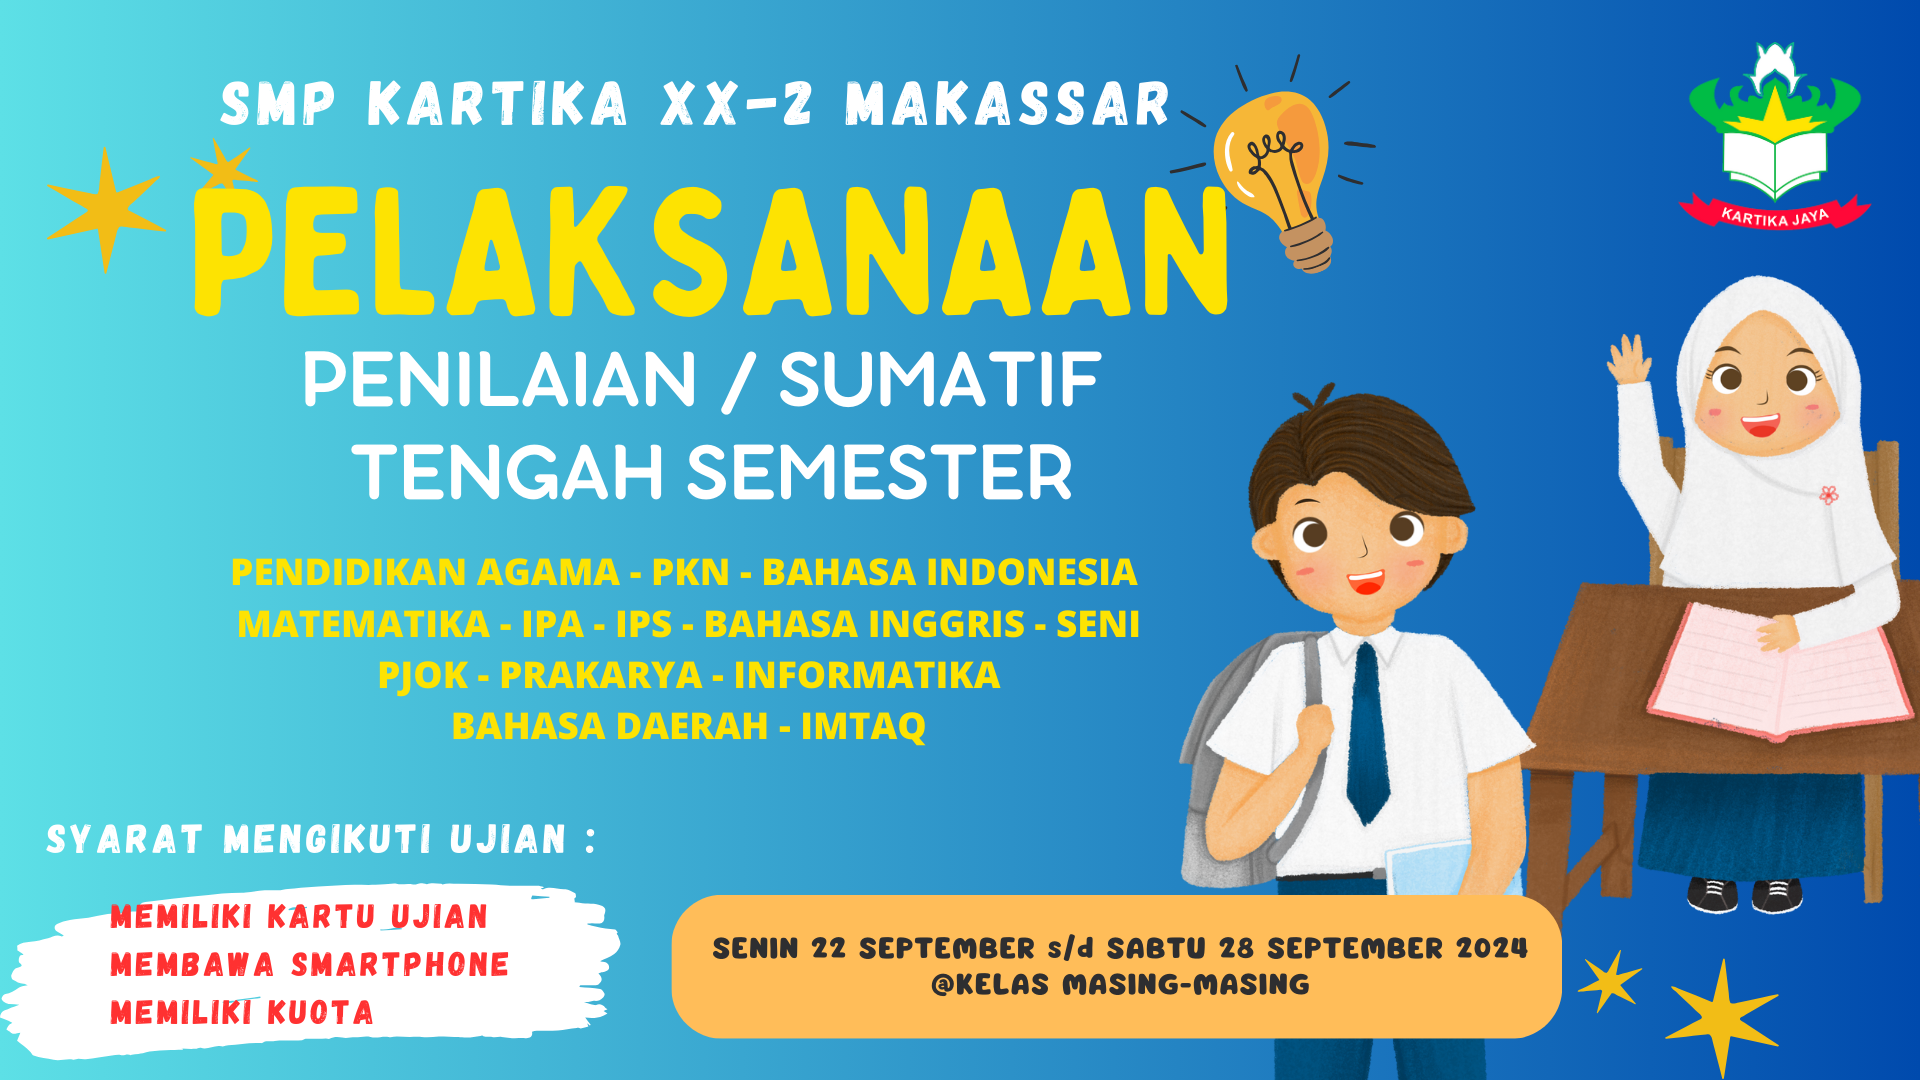 SMP KARTIKA XX-2 MAKASSAR
PELAKSANAAN
PENILAIAN / SUMATIF
TENGAH SEMESTER
PENDIDIKAN AGAMA - PKN - BAHASA INDONESIA
MATEMATIKA - IPA - IPS - BAHASA INGGRIS - SENI
PJOK - PRAKARYA - INFORMATIKA
BAHASA DAERAH - IMTAQ
SYARAT MENGIKUTI UJIAN :
MEMILIKI KARTU UJIAN
MEMBAWA SMARTPHONE
MEMILIKI KUOTA
SENIN 22 SEPTEMBER s/d SABTU 28 SEPTEMBER 2024
@KELAS MASING-MASING
KARTIKA JAYA